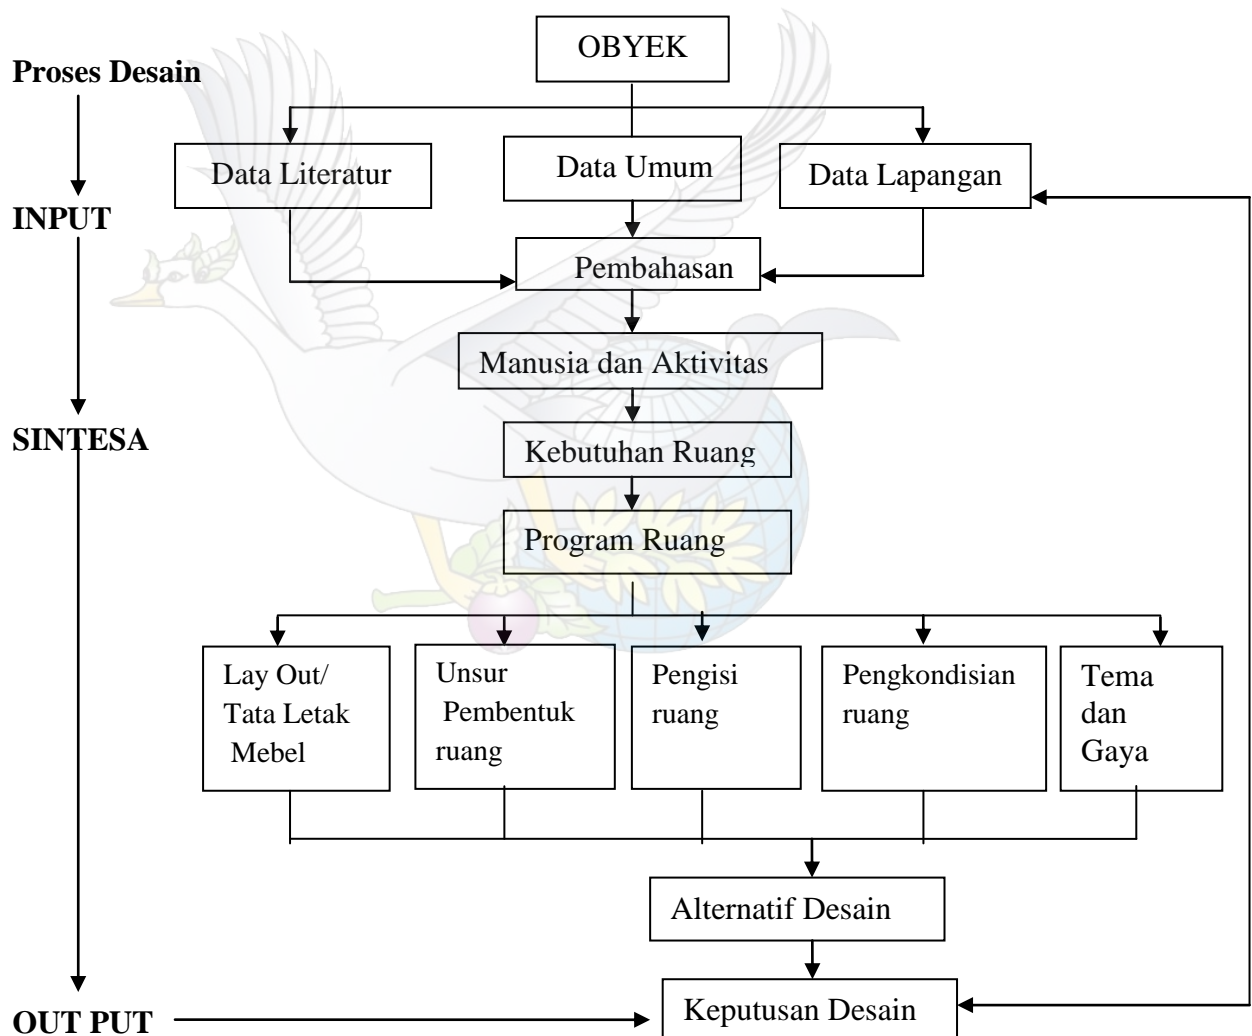 OBYEK
Proses Desain
Data Literatur
Data Umum
Data Lapangan
INPUT
Pembahasan
Manusia dan Aktivitas
SINTESA
Kebutuhan Ruang
Program Ruang
Lay Out/
Tata Letak
Mebel
Unsur
Pembentuk
ruang
Pengisi
ruang
Pengkondisian
ruang
Tema
dan
Gaya
Alternatif Desain
Keputusan Desain
OUT PUT